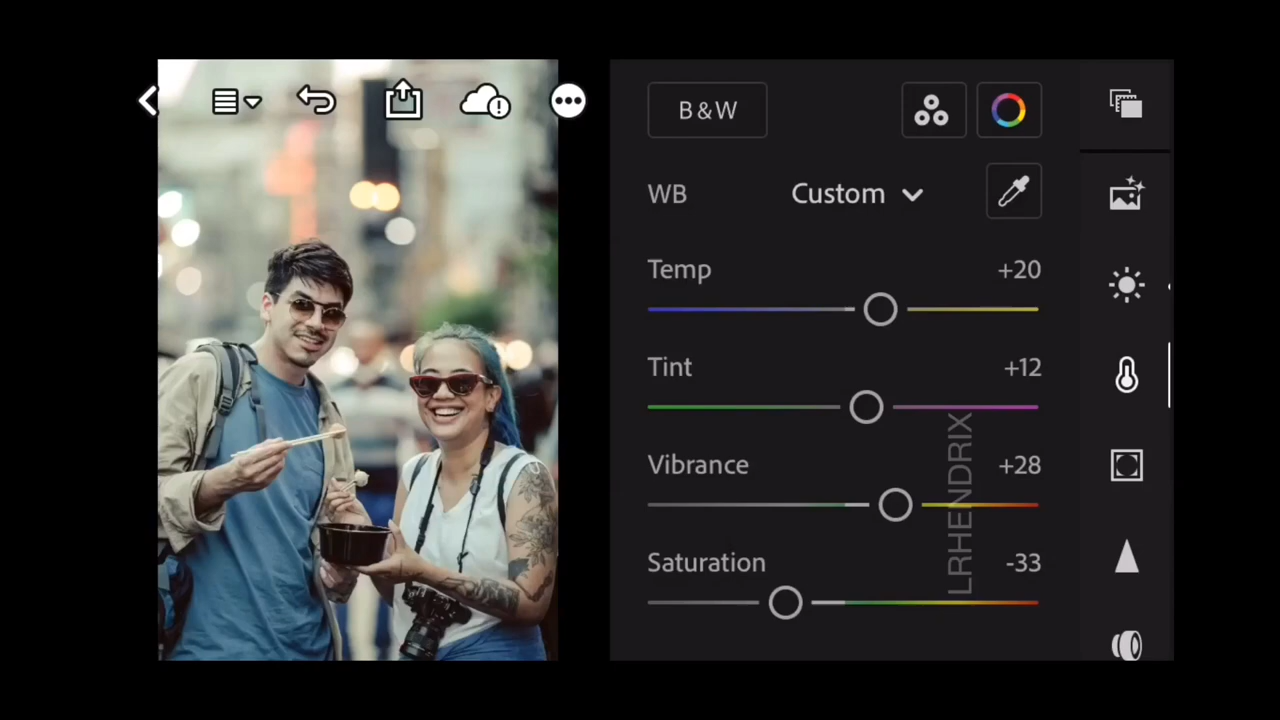 B&W
WB Custom
Temp +20
Tint +12
Vibrance +28
Saturation -33
LRHENDRIX